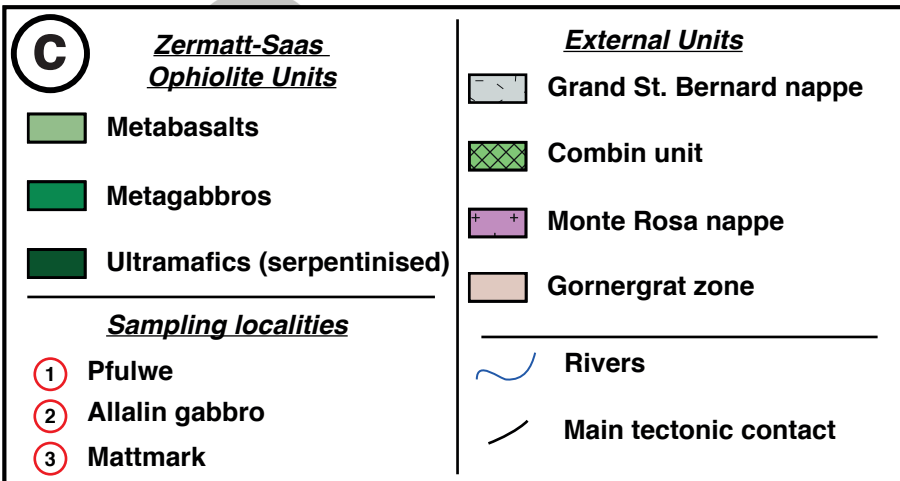 C
Zermatt-Saas
Ophiolite Units
Metabasalts
Metagabbros
Ultramafics (serpentinised)
Sampling localities
1 Pfulwe
2 Allalin gabbro
3 Mattmark
External Units
Grand St. Bernard nappe
Combin unit
Monte Rosa nappe
Gornergrat zone
Rivers
Main tectonic contact